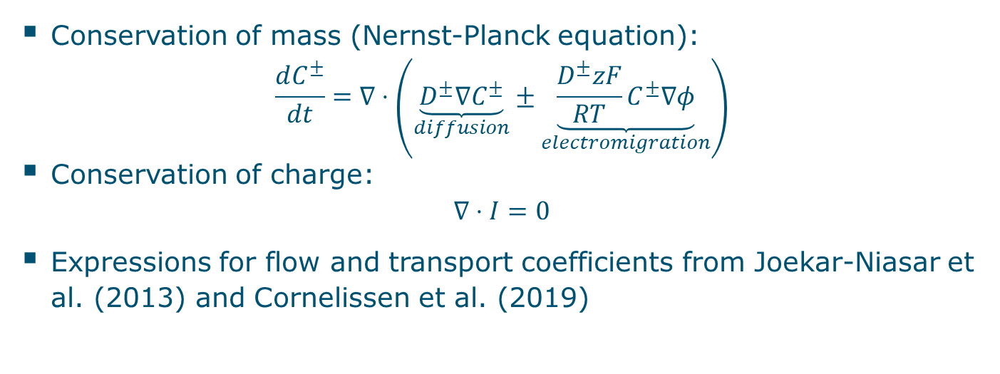 ▪ Conservation of mass (Nernst-Planck equation):
$\frac{dC^{\pm}}{dt} = \nabla \cdot \left( \underbrace{D^{\pm} \nabla C^{\pm}}_{diffusion} \pm \underbrace{\frac{D^{\pm} z F}{RT} C^{\pm} \nabla \phi}_{electromigration} \right)$
▪ Conservation of charge:
$\nabla \cdot I = 0$
▪ Expressions for flow and transport coefficients from Joekar-Niasar et
al. (2013) and Cornelissen et al. (2019)